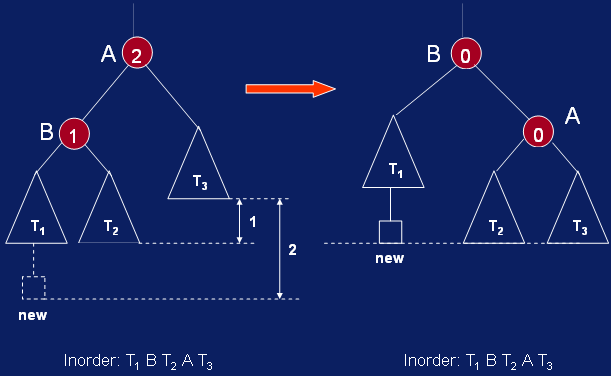 A 2
B 1
T₁
T₂
T₃
1
2
new
Inorder: T₁ B T₂ A T₃
B 0
A 0
T₁
T₂
T₃
new
Inorder: T₁ B T₂ A T₃